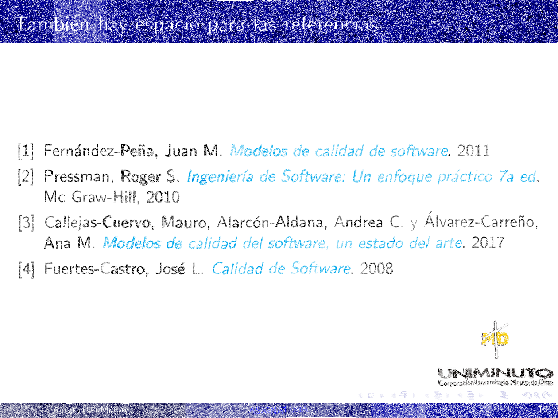 También hay espacio para las referencias
[1] Fernández-Peña, Juan M. Modelos de calidad de software. 2011
[2] Pressman, Roger S. Ingeniería de Software: Un enfoque práctico 7a ed.
Mc Graw-Hill, 2010
[3] Callejas-Cuervo, Mauro, Alarcón-Aldana, Andrea C. y Álvarez-Carreño,
Ana M. Modelos de calidad del software, un estado del arte. 2017
[4] Fuertes-Castro, José L. Calidad de Software. 2008
UNIMINUTO
Corporación Universitaria Minuto de Dios